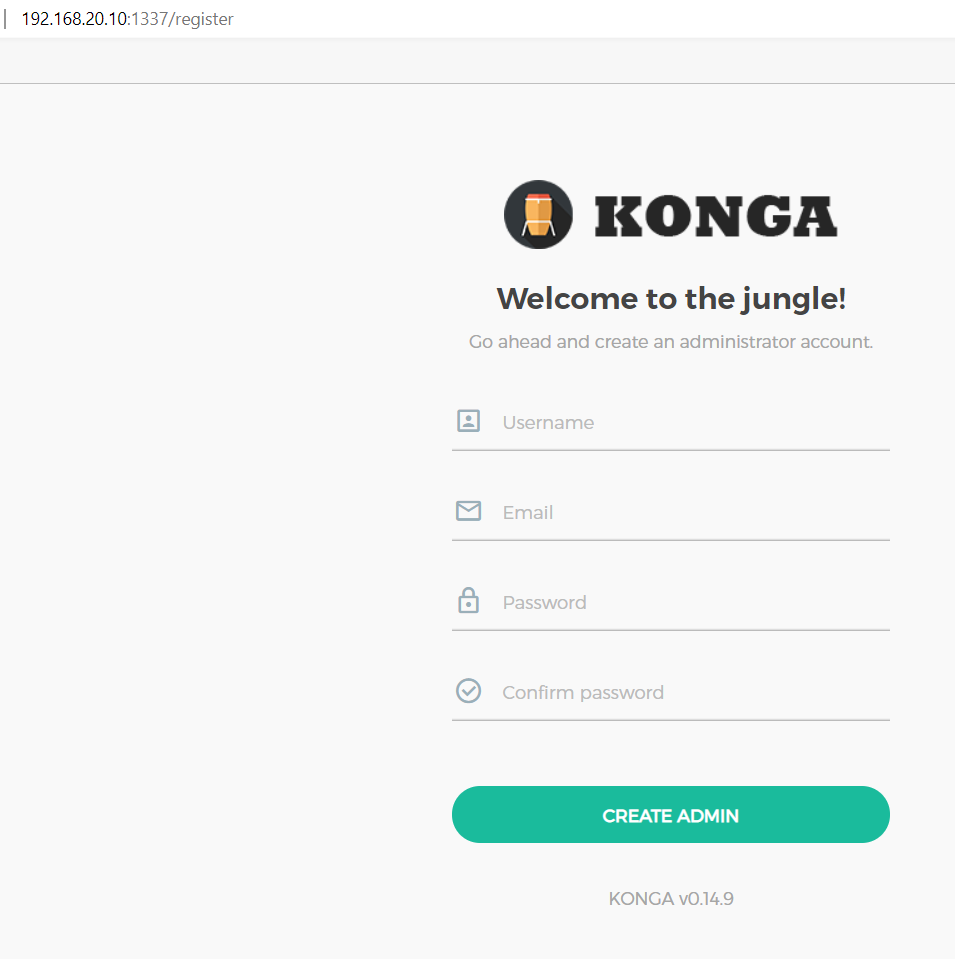 192.168.20.10:1337/register
KONGA
Welcome to the jungle!
Go ahead and create an administrator account.
Username
Email
Password
Confirm password
CREATE ADMIN
KONGA v0.14.9